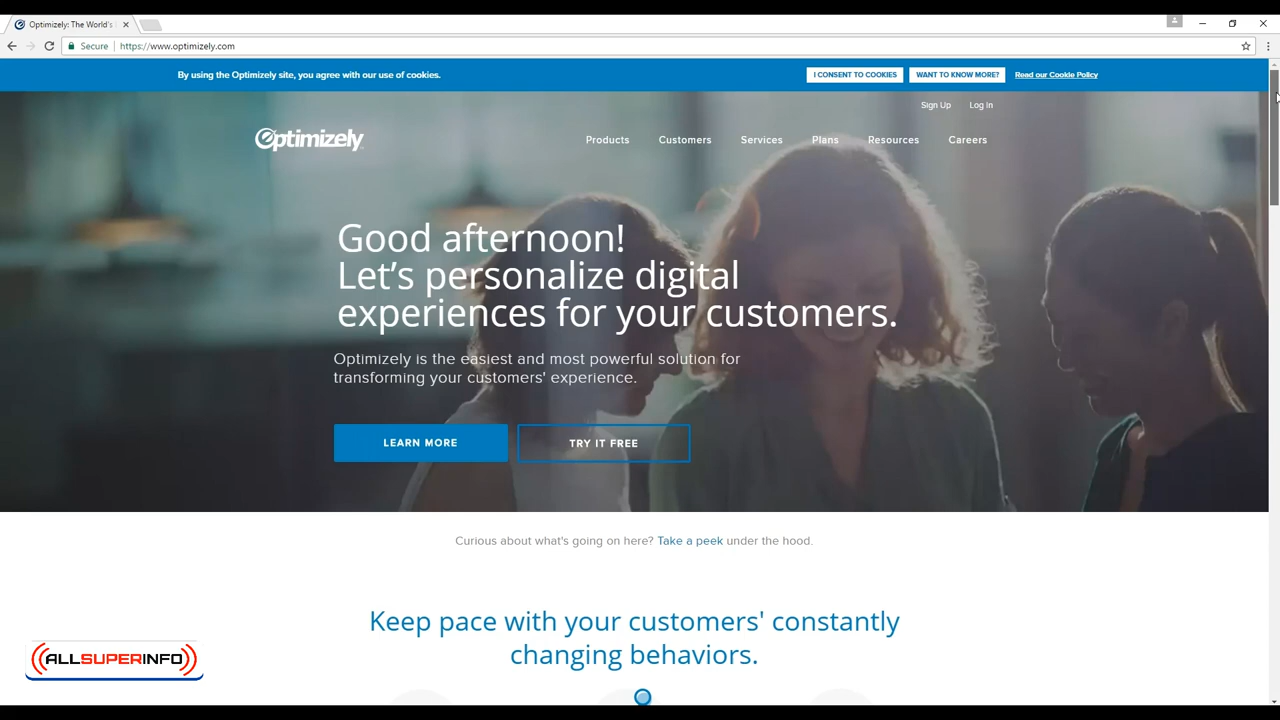 Optimizely: The World's
Secure https://www.optimizely.com
By using the Optimizely site, you agree with our use of cookies.
I CONSENT TO COOKIES WANT TO KNOW MORE? Read our Cookie Policy
Sign Up Log In
Optimizely
Products Customers Services Plans Resources Careers
Good afternoon!
Let's personalize digital
experiences for your customers.
Optimizely is the easiest and most powerful solution for
transforming your customers' experience.
LEARN MORE TRY IT FREE
Curious about what's going on here? Take a peek under the hood.
Keep pace with your customers' constantly
changing behaviors.
ALLSUPERINFO